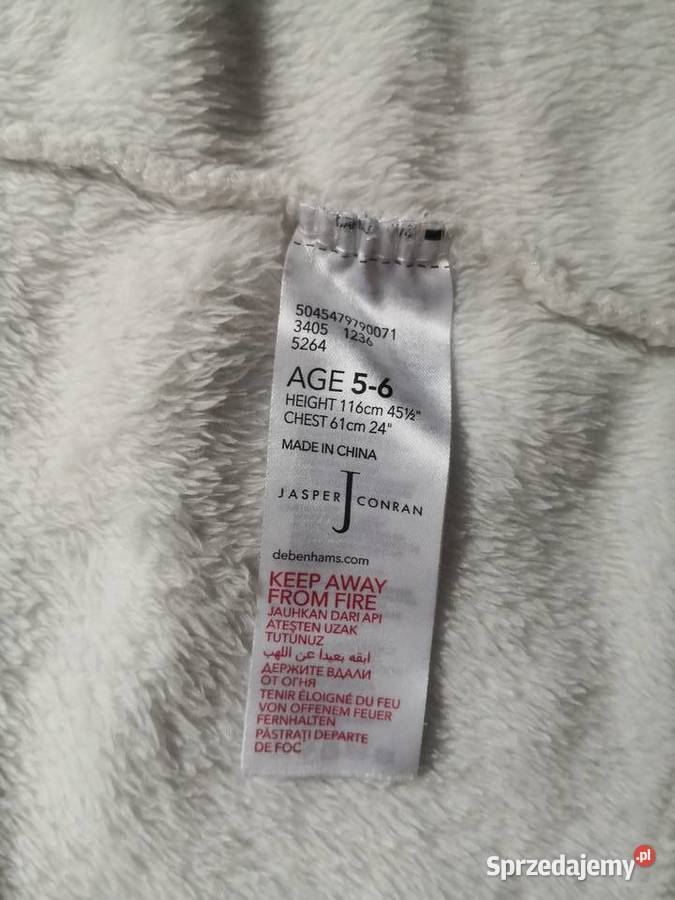 5045479790071
3405 1236
5264
AGE 5-6
HEIGHT 116cm 45½"
CHEST 61cm 24"
MADE IN CHINA
JASPER J CONRAN
debenhams.com
KEEP AWAY
FROM FIRE
JAUHKAN DARI API
ATEŞTEN UZAK
TUTUNUZ
ابقه بعيدا عن اللهب
ДЕРЖИТЕ ВДАЛИ
ОТ ОГНЯ
TENIR ÉLOIGNÉ DU FEU
VON OFFENEM FEUER
FERNHALTEN
PĂSTRAȚI DEPARTE
DE FOC
Sprzedajemy.pl